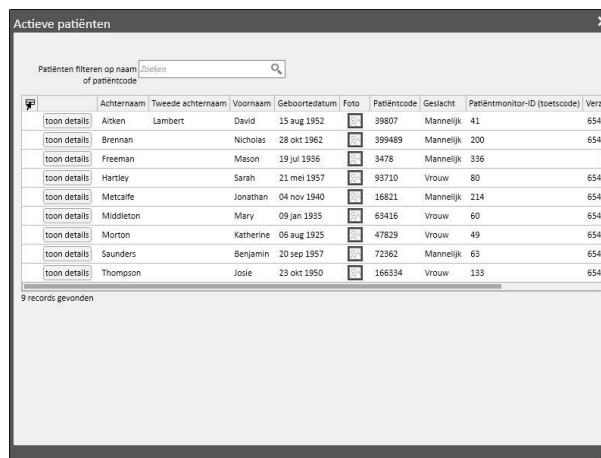 Actieve patiënten
Patiënten filteren op naam of patiëntcode
Zoeken
Achternaam Tweede achternaam Voornaam Geboortedatum Foto Patiëntcode Geslacht Patiëntmonitor-ID (toetscode) Verz
toon details Aitken Lambert David 15 aug 1952 39807 Mannelijk 41 654
toon details Brennan Nicholas 28 okt 1962 399489 Mannelijk 200 654
toon details Freeman Mason 19 jul 1936 3478 Mannelijk 336
toon details Hartley Sarah 21 mei 1957 93710 Vrouw 80 654
toon details Metcalfe Jonathan 04 nov 1940 16821 Mannelijk 214 654
toon details Middleton Mary 09 jan 1935 63416 Vrouw 60 654
toon details Morton Katherine 06 aug 1925 47829 Vrouw 49 654
toon details Saunders Benjamin 20 sep 1957 72362 Mannelijk 63 654
toon details Thompson Josie 23 okt 1950 166334 Vrouw 133 654
9 records gevonden